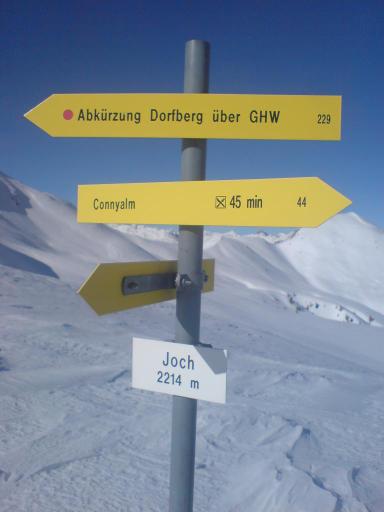 Abkürzung Dorfberg über GHW 229
Connyalm 45 min 44
Joch
2214 m